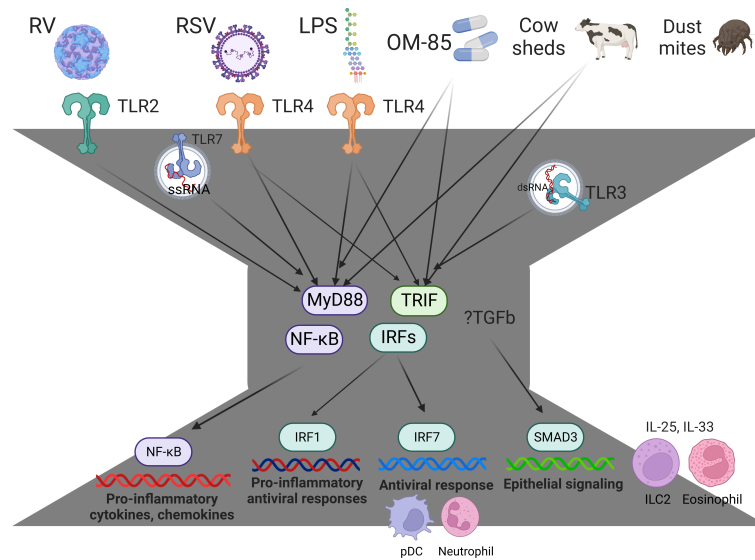 RV
RSV
LPS
OM-85
Cow
sheds
Dust
mites
TLR2
TLR4
TLR4
TLR7
ssRNA
dsRNA
TLR3
MyD88
TRIF
NF-κB
IRFs
?TGFb
NF-κB
IRF1
IRF7
SMAD3
IL-25, IL-33
Pro-inflammatory
cytokines, chemokines
Pro-inflammatory
antiviral responses
Antiviral response
Epithelial signaling
ILC2
Eosinophil
pDC
Neutrophil